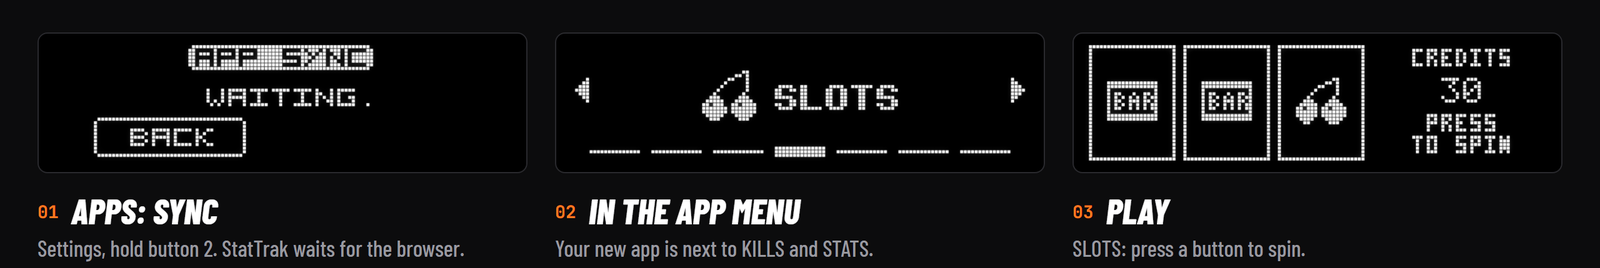 APP SYNC
WAITING.
BACK
01 APPS: SYNC
Settings, hold button 2. StatTrak waits for the browser.
SLOTS
02 IN THE APP MENU
Your new app is next to KILLS and STATS.
BAR BAR
CREDITS
30
PRESS
TO SPIN
03 PLAY
SLOTS: press a button to spin.